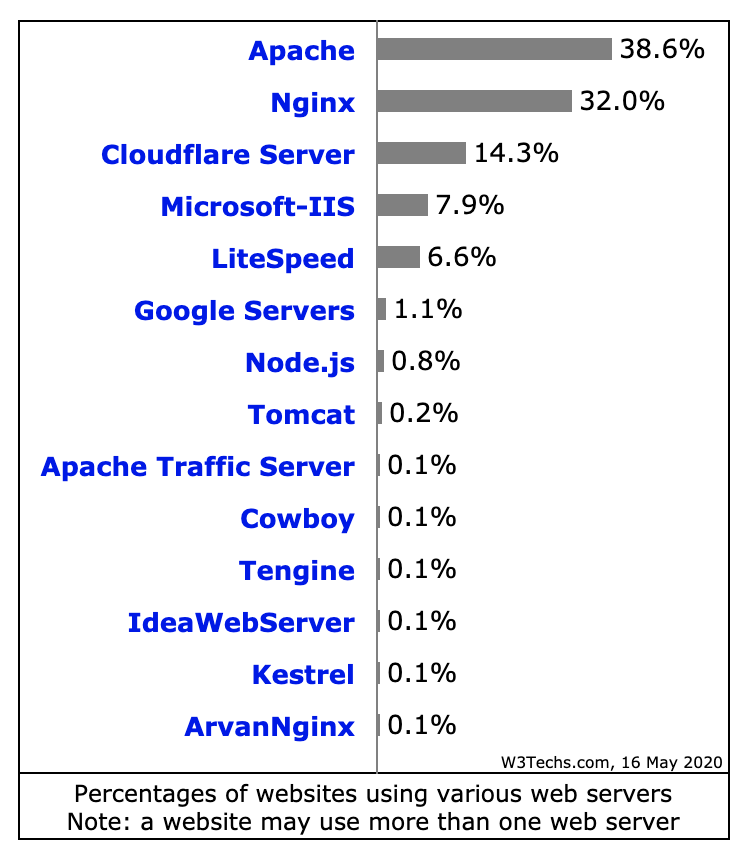 Apache 38.6%
Nginx 32.0%
Cloudflare Server 14.3%
Microsoft-IIS 7.9%
LiteSpeed 6.6%
Google Servers 1.1%
Node.js 0.8%
Tomcat 0.2%
Apache Traffic Server 0.1%
Cowboy 0.1%
Tengine 0.1%
IdeaWebServer 0.1%
Kestrel 0.1%
ArvanNginx 0.1%
W3Techs.com, 16 May 2020
Percentages of websites using various web servers
Note: a website may use more than one web server